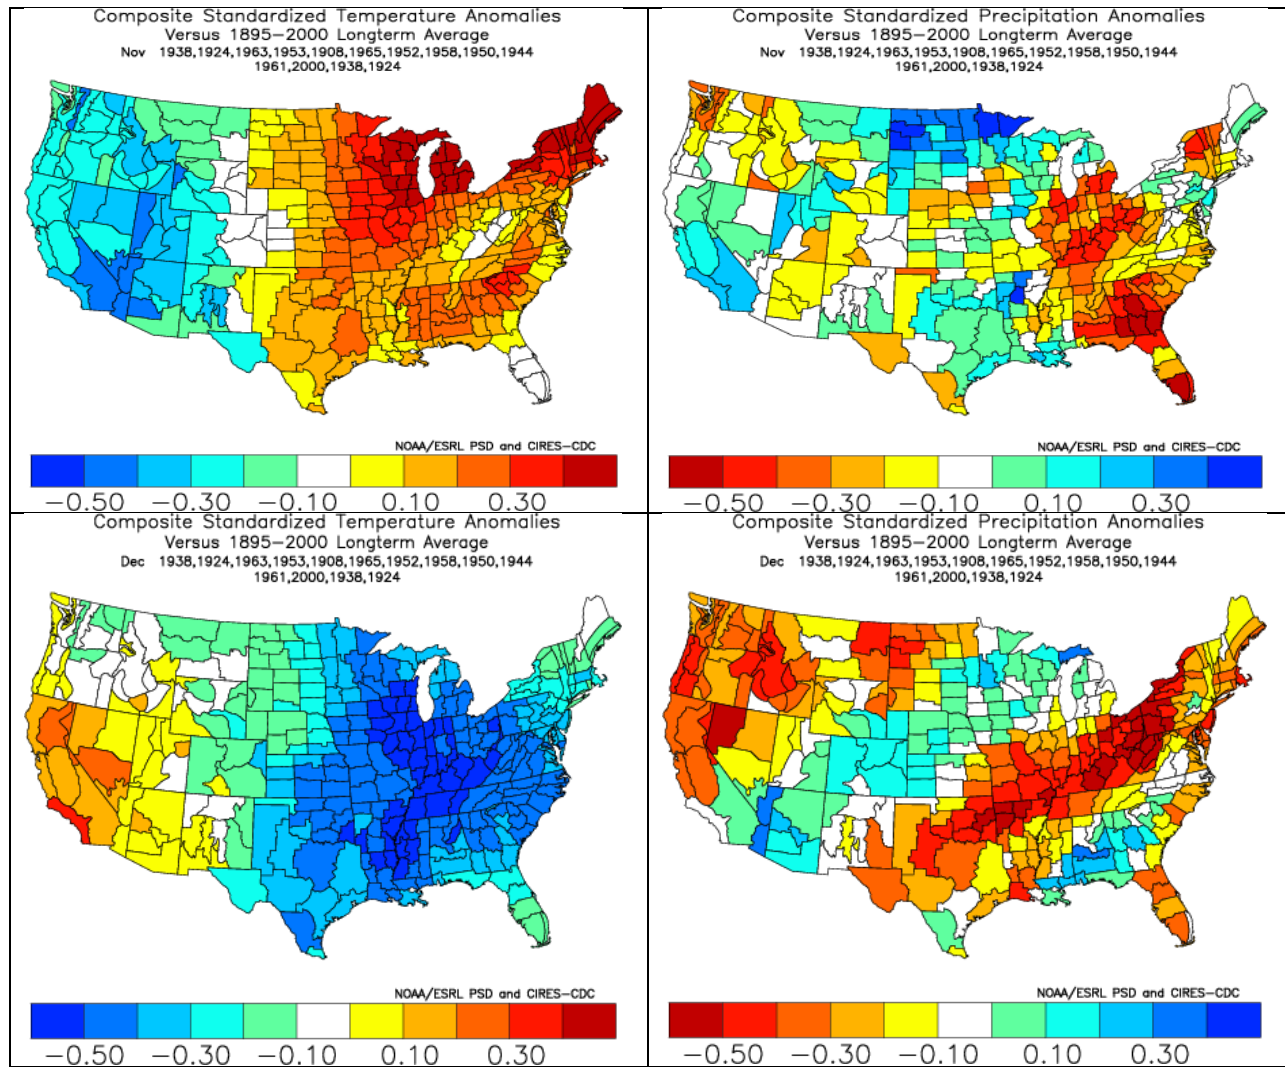 Composite Standardized Temperature Anomalies
Versus 1895-2000 Longterm Average
Nov 1938,1924,1963,1953,1908,1965,1952,1958,1950,1944
1961,2000,1938,1924
NOAA/ESRL PSD and CIRES-CDC
-0.50 -0.30 -0.10 0.10 0.30
Composite Standardized Precipitation Anomalies
Versus 1895-2000 Longterm Average
Nov 1938,1924,1963,1953,1908,1965,1952,1958,1950,1944
1961,2000,1938,1924
NOAA/ESRL PSD and CIRES-CDC
-0.50 -0.30 -0.10 0.10 0.30
Composite Standardized Temperature Anomalies
Versus 1895-2000 Longterm Average
Dec 1938,1924,1963,1953,1908,1965,1952,1958,1950,1944
1961,2000,1938,1924
NOAA/ESRL PSD and CIRES-CDC
-0.50 -0.30 -0.10 0.10 0.30
Composite Standardized Precipitation Anomalies
Versus 1895-2000 Longterm Average
Dec 1938,1924,1963,1953,1908,1965,1952,1958,1950,1944
1961,2000,1938,1924
NOAA/ESRL PSD and CIRES-CDC
-0.50 -0.30 -0.10 0.10 0.30